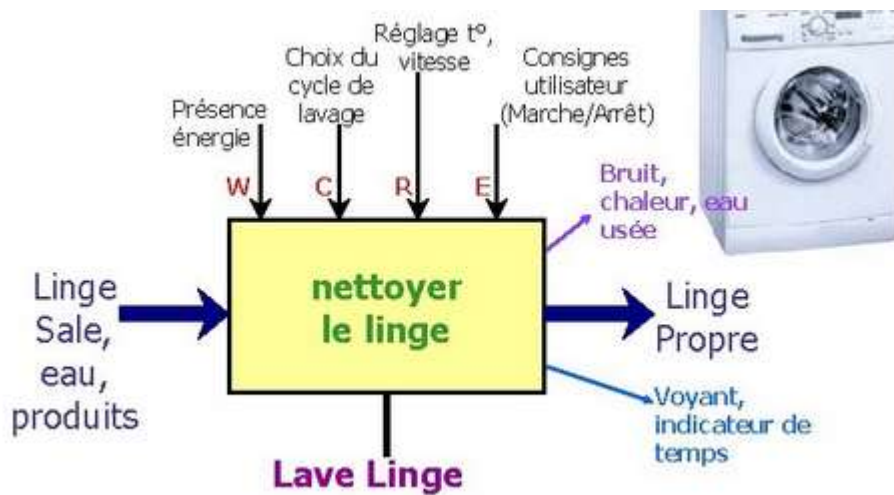 Présence
énergie
Choix du
cycle de
lavage
Réglage tº,
vitesse
Consignes
utilisateur
(Marche/Arrêt)
W
C
R
E
Bruit,
chaleur, eau
usée
Linge
Sale,
eau,
produits
nettoyer
le linge
Linge
Propre
Voyant,
indicateur de
temps
Lave Linge